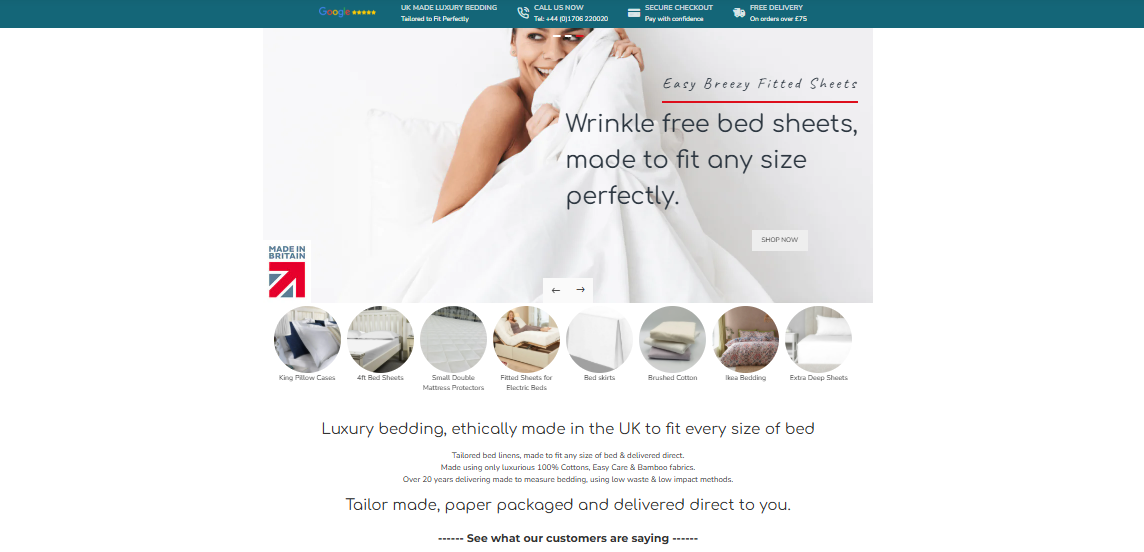 Google
UK MADE LUXURY BEDDING
Tailored to Fit Perfectly
CALL US NOW
Tel: +44 (0)1706 220020
SECURE CHECKOUT
Pay with confidence
FREE DELIVERY
On orders over £75
Easy Breezy Fitted Sheets
Wrinkle free bed sheets,
made to fit any size
perfectly.
SHOP NOW
MADE IN
BRITAIN
King Pillow Cases
4ft Bed Sheets
Small Double
Mattress Protectors
Fitted Sheets for
Electric Beds
Bed skirts
Brushed Cotton
Ikea Bedding
Extra Deep Sheets
Luxury bedding, ethically made in the UK to fit every size of bed
Tailored bed linens, made to fit any size of bed & delivered direct.
Made using only luxurious 100% Cottons, Easy Care & Bamboo fabrics.
Over 20 years delivering made to measure bedding, using low waste & low impact methods.
Tailor made, paper packaged and delivered direct to you.
------ See what our customers are saying ------